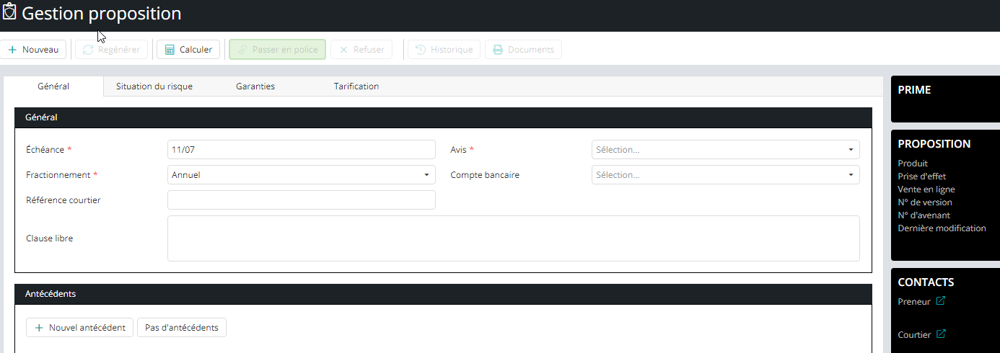 Gestion proposition
Nouveau Regénérer Calculer Passer en police Refuser Historique Documents
Général Situation du risque Garanties Tarification
Général
Échéance * 11/07 Avis * Sélection...
Fractionnement * Annuel Compte bancaire Sélection...
Référence courtier
Clause libre
Antécédents
Nouvel antécédent Pas d'antécédents
PRIME
PROPOSITION
Produit
Prise d'effet
Vente en ligne
N° de version
N° d'avenant
Dernière modification
CONTACTS
Preneur
Courtier